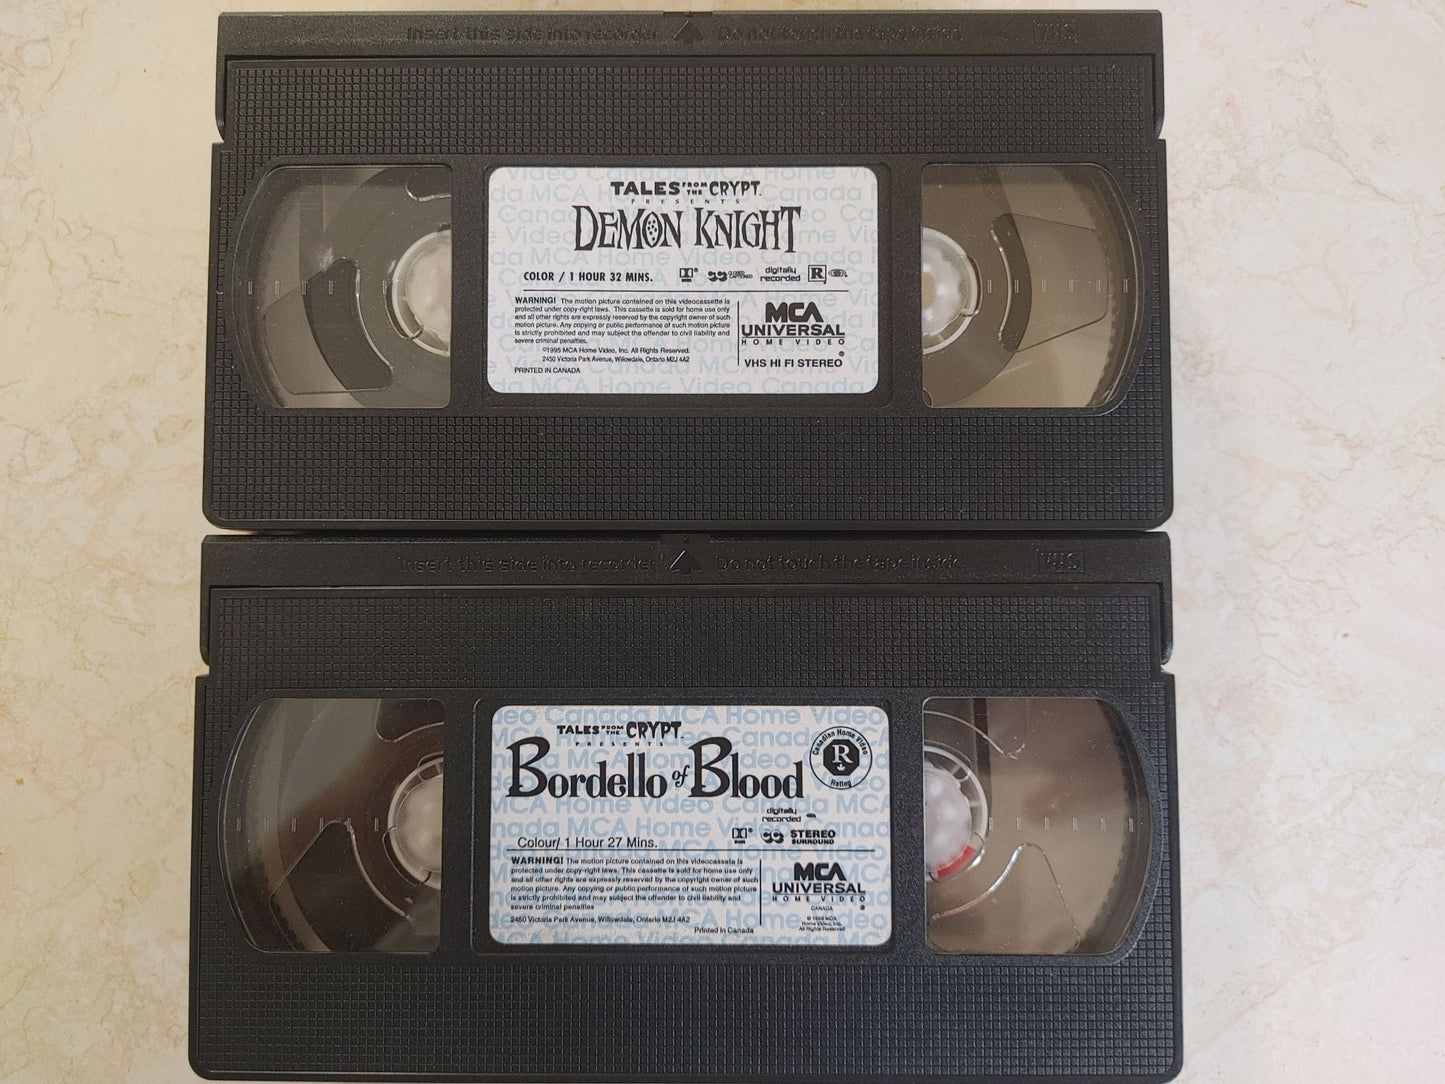 Insert this side into recorder Do not touch the tape inside VHS
TALES FROM THE CRYPT
PRESENTS
DEMON KNIGHT
COLOR / 1 HOUR 32 MINS. CLOSED CAPTIONED digitally recorded R
WARNING! The motion picture contained on this videocassette is
protected under copy-right laws. This cassette is sold for home use only
and all other rights are expressly reserved by the copyright owner of such
motion picture. Any copying or public performance of such motion picture
is strictly prohibited and may subject the offender to civil liability and
severe criminal penalties.
©1995 MCA Home Video, Inc. All Rights Reserved.
2450 Victoria Park Avenue, Willowdale, Ontario M2J 4A2
PRINTED IN CANADA
MCA
UNIVERSAL
HOME VIDEO
®
VHS HI FI STEREO
Insert this side into recorder Do not touch the tape inside VHS
TALES FROM THE CRYPT
PRESENTS
Bordello of Blood
Canadian Home Video
R
Rating
digitally
recorded
STEREO
SURROUND
Colour/ 1 Hour 27 Mins.
WARNING! The motion picture contained on this videocassete is
protected under copy-right laws. This cassette is sold for home use only
and all other rights are expressly reserved by the copyright owner of such
motion picture. Any copying or public performance of such motion picture
is strictly prohibited and may subject the offender to civil liability and
severe criminal penalties
2450 Victoria Park Avenue, Willowdale, Ontario M2J 4A2
Printed in Canada
MCA
UNIVERSAL
HOME VIDEO
CANADA ®
© 1996 MCA
Home Video, Inc.
All Rights Reserved